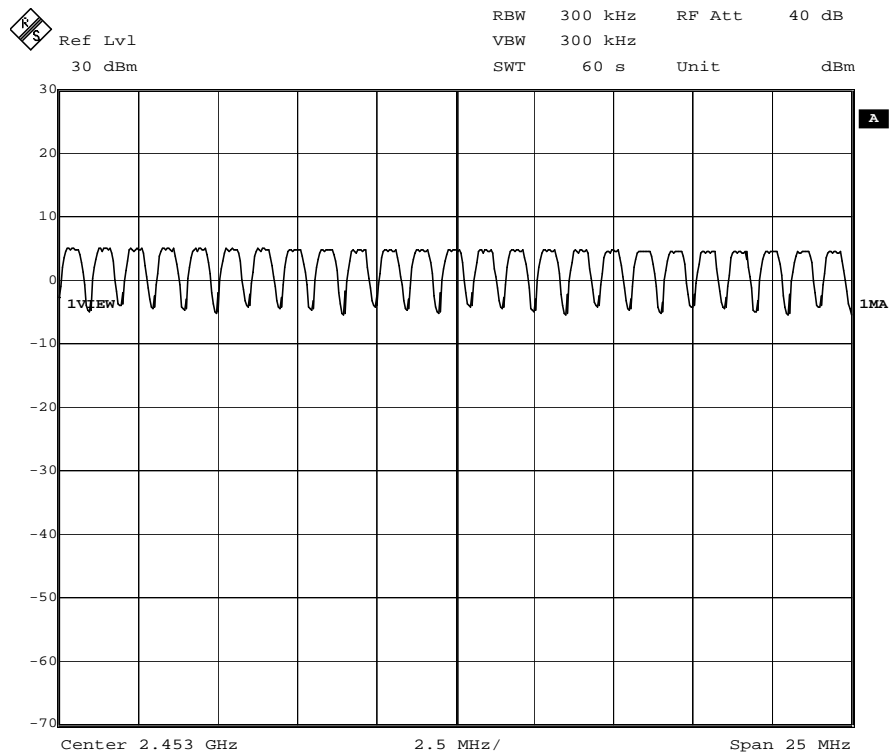 RBW 300 kHz RF Att 40 dB
Ref Lvl VBW 300 kHz
30 dBm SWT 60 s Unit dBm
30
A
20
10
0
1VIEW 1MA
-10
-20
-30
-40
-50
-60
-70
Center 2.453 GHz 2.5 MHz/ Span 25 MHz